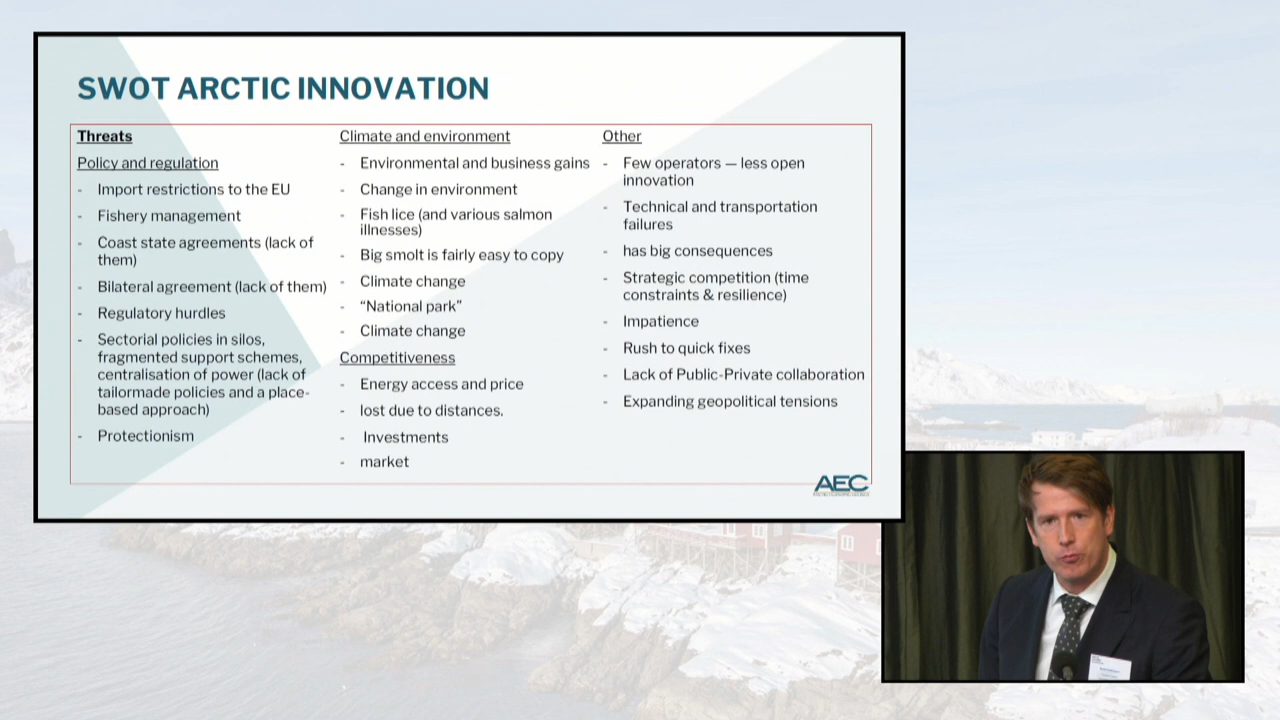 SWOT ARCTIC INNOVATION
Threats
Policy and regulation
- Import restrictions to the EU
- Fishery management
- Coast state agreements (lack of
them)
- Bilateral agreement (lack of them)
- Regulatory hurdles
- Sectorial policies in silos,
fragmented support schemes,
centralisation of power (lack of
tailormade policies and a place-
based approach)
- Protectionism
Climate and environment
- Environmental and business gains
- Change in environment
- Fish lice (and various salmon
illnesses)
- Big smolt is fairly easy to copy
- Climate change
- “National park”
- Climate change
Competitiveness
- Energy access and price
- lost due to distances.
- Investments
- market
Other
- Few operators — less open
innovation
- Technical and transportation
failures
- has big consequences
- Strategic competition (time
constraints & resilience)
- Impatience
- Rush to quick fixes
- Lack of Public-Private collaboration
- Expanding geopolitical tensions
AEC